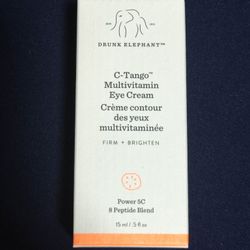 DRUNK ELEPHANT™
C-Tango™
Multivitamin
Eye Cream
Crème contour
des yeux
multivitaminée
FIRM + BRIGHTEN
Power 5C
8 Peptide Blend
15 ml / .5 fl oz